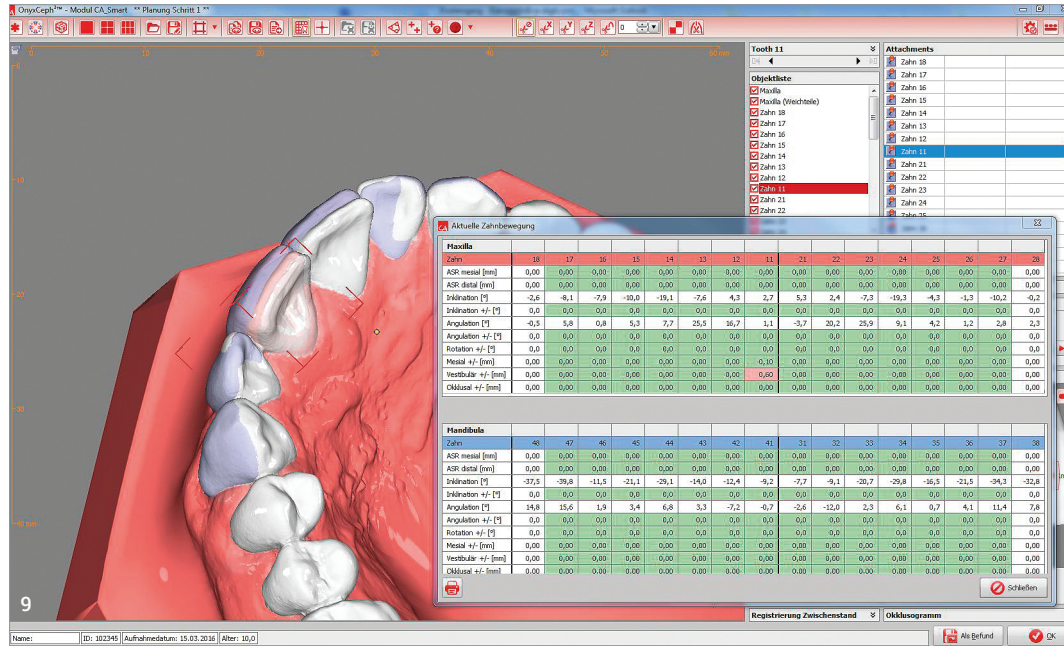 OnyxCeph³™ - Modul CA_Smart ** Planung Schritt 1 **
0
10
20
60 mm
-5
-10
-20
-30
-40 mm
Tooth 11
Objektliste
Maxilla
Maxilla (Weichteile)
Zahn 18
Zahn 17
Zahn 16
Zahn 15
Zahn 14
Zahn 13
Zahn 12
Zahn 11
Zahn 21
Zahn 22
Attachments
Zahn 18
Zahn 17
Zahn 16
Zahn 15
Zahn 14
Zahn 13
Zahn 12
Zahn 11
Zahn 21
Zahn 22
Zahn 23
Zahn 24
Zahn 25
Aktuelle Zahnbewegung
Maxilla
Zahn 18 17 16 15 14 13 12 11 21 22 23 24 25 26 27 28
ASR mesial [mm] 0,00 0,00 0,00 0,00 0,00 0,00 0,00 0,00 0,00 0,00 0,00 0,00 0,00 0,00 0,00 0,00
ASR distal [mm] 0,00 0,00 0,00 0,00 0,00 0,00 0,00 0,00 0,00 0,00 0,00 0,00 0,00 0,00 0,00 0,00
Inklination [°] -2,6 -8,1 -7,9 -10,0 -19,1 -7,6 4,3 2,7 5,3 2,4 -7,3 -19,3 -4,3 -1,3 -10,2 -0,2
Inklination +/- [°] 0,0 0,0 0,0 0,0 0,0 0,0 0,0 0,0 0,0 0,0 0,0 0,0 0,0 0,0 0,0 0,0
Angulation [°] -0,5 5,8 0,8 5,3 7,7 25,5 16,7 1,1 -3,7 20,2 25,9 9,1 4,2 1,2 2,8 2,3
Angulation +/- [°] 0,0 0,0 0,0 0,0 0,0 0,0 0,0 0,0 0,0 0,0 0,0 0,0 0,0 0,0 0,0 0,0
Rotation +/- [°] 0,0 0,0 0,0 0,0 0,0 0,0 0,0 0,0 0,0 0,0 0,0 0,0 0,0 0,0 0,0 0,0
Mesial +/- [mm] 0,00 0,00 0,00 0,00 0,00 0,00 0,00 0,10 0,00 0,00 0,00 0,00 0,00 0,00 0,00 0,00
Vestibulär +/- [mm] 0,00 0,00 0,00 0,00 0,00 0,00 0,00 0,60 0,00 0,00 0,00 0,00 0,00 0,00 0,00 0,00
Okklusal +/- [mm] 0,00 0,00 0,00 0,00 0,00 0,00 0,00 0,00 0,00 0,00 0,00 0,00 0,00 0,00 0,00 0,00
Mandibula
Zahn 48 47 46 45 44 43 42 41 31 32 33 34 35 36 37 38
ASR mesial [mm] 0,00 0,00 0,00 0,00 0,00 0,00 0,00 0,00 0,00 0,00 0,00 0,00 0,00 0,00 0,00 0,00
ASR distal [mm] 0,00 0,00 0,00 0,00 0,00 0,00 0,00 0,00 0,00 0,00 0,00 0,00 0,00 0,00 0,00 0,00
Inklination [°] -37,5 -39,8 -11,5 -21,1 -29,1 -14,0 -12,4 -9,2 -7,7 -9,1 -20,7 -29,8 -16,5 -21,5 -34,3 -32,8
Inklination +/- [°] 0,0 0,0 0,0 0,0 0,0 0,0 0,0 0,0 0,0 0,0 0,0 0,0 0,0 0,0 0,0 0,0
Angulation [°] 14,8 15,6 1,9 3,4 6,8 3,3 -7,2 -0,7 -2,6 -12,0 2,3 6,1 0,7 4,1 11,4 7,8
Angulation +/- [°] 0,0 0,0 0,0 0,0 0,0 0,0 0,0 0,0 0,0 0,0 0,0 0,0 0,0 0,0 0,0 0,0
Rotation +/- [°] 0,0 0,0 0,0 0,0 0,0 0,0 0,0 0,0 0,0 0,0 0,0 0,0 0,0 0,0 0,0 0,0
Mesial +/- [mm] 0,00 0,00 0,00 0,00 0,00 0,00 0,00 0,00 0,00 0,00 0,00 0,00 0,00 0,00 0,00 0,00
Vestibulär +/- [mm] 0,00 0,00 0,00 0,00 0,00 0,00 0,00 0,00 0,00 0,00 0,00 0,00 0,00 0,00 0,00 0,00
Okklusal +/- [mm] 0,00 0,00 0,00 0,00 0,00 0,00 0,00 0,00 0,00 0,00 0,00 0,00 0,00 0,00 0,00 0,00
Schließen
9
Registrierung Zwischenstand
Okklusogramm
Name:
ID: 102345
Aufnahmedatum: 15.03.2016
Alter: 10,0
Als Befund
OK